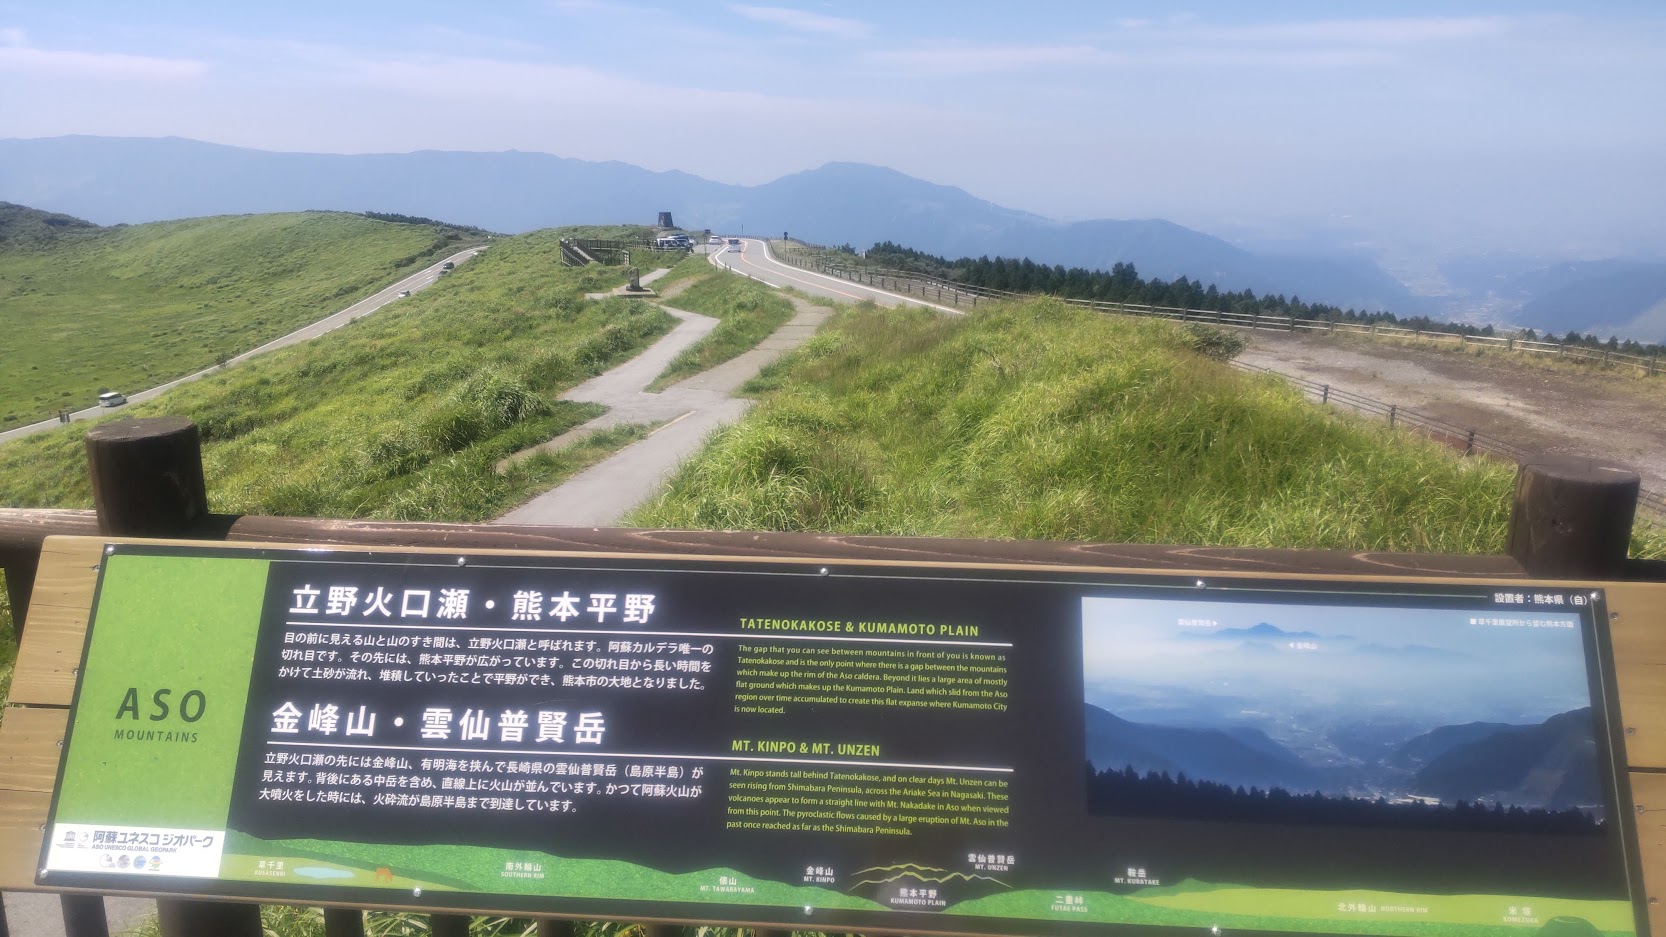 設置者：熊本県（自）
ASO
MOUNTAINS
立野火口瀬・熊本平野
目の前に見える山と山のすき間は、立野火口瀬と呼ばれます。阿蘇カルデラ唯一の
切れ目です。その先には、熊本平野が広がっています。この切れ目から長い時間を
かけて土砂が流れ、堆積していったことで平野ができ、熊本市の大地となりました。
金峰山・雲仙普賢岳
立野火口瀬の先には金峰山、有明海を挟んで長崎県の雲仙普賢岳（島原半島）が
見えます。背後にある中岳を含め、直線上に火山が並んでいます。かつて阿蘇火山が
大噴火をした時には、火砕流が島原半島まで到達しています。
TATENOKAKOSE & KUMAMOTO PLAIN
The gap that you can see between mountains in front of you is known as
Tatenokakose and is the only point where there is a gap between the mountains
which make up the rim of the Aso caldera. Beyond it lies a large area of mostly
flat ground which makes up the Kumamoto Plain. Land which slid from the Aso
region over time accumulated to create this flat expanse where Kumamoto City
is now located.
MT. KINPO & MT. UNZEN
Mt. Kinpo stands tall behind Tatenokakose, and on clear days Mt. Unzen can be
seen rising from Shimabara Peninsula, across the Ariake Sea in Nagasaki. These
volcanoes appear to form a straight line with Mt. Nakadake in Aso when viewed
from this point. The pyroclastic flows caused by a large eruption of Mt. Aso in the
past once reached as far as the Shimabara Peninsula.
雲仙普賢岳▶
◀金峰山
■草千里展望所から望む熊本方面
阿蘇ユネスコ ジオパーク
ASO UNESCO GLOBAL GEOPARK
草千里
KUSASENRI
南外輪山
SOUTHERN RIM
俵山
MT. TAWARAYAMA
金峰山
MT. KINPO
熊本平野
KUMAMOTO PLAIN
雲仙普賢岳
MT. UNZEN
二重峠
FUTAE PASS
鞍岳
MT. KURATAKE
北外輪山 NORTHERN RIM
米塚
KOMEZUKA